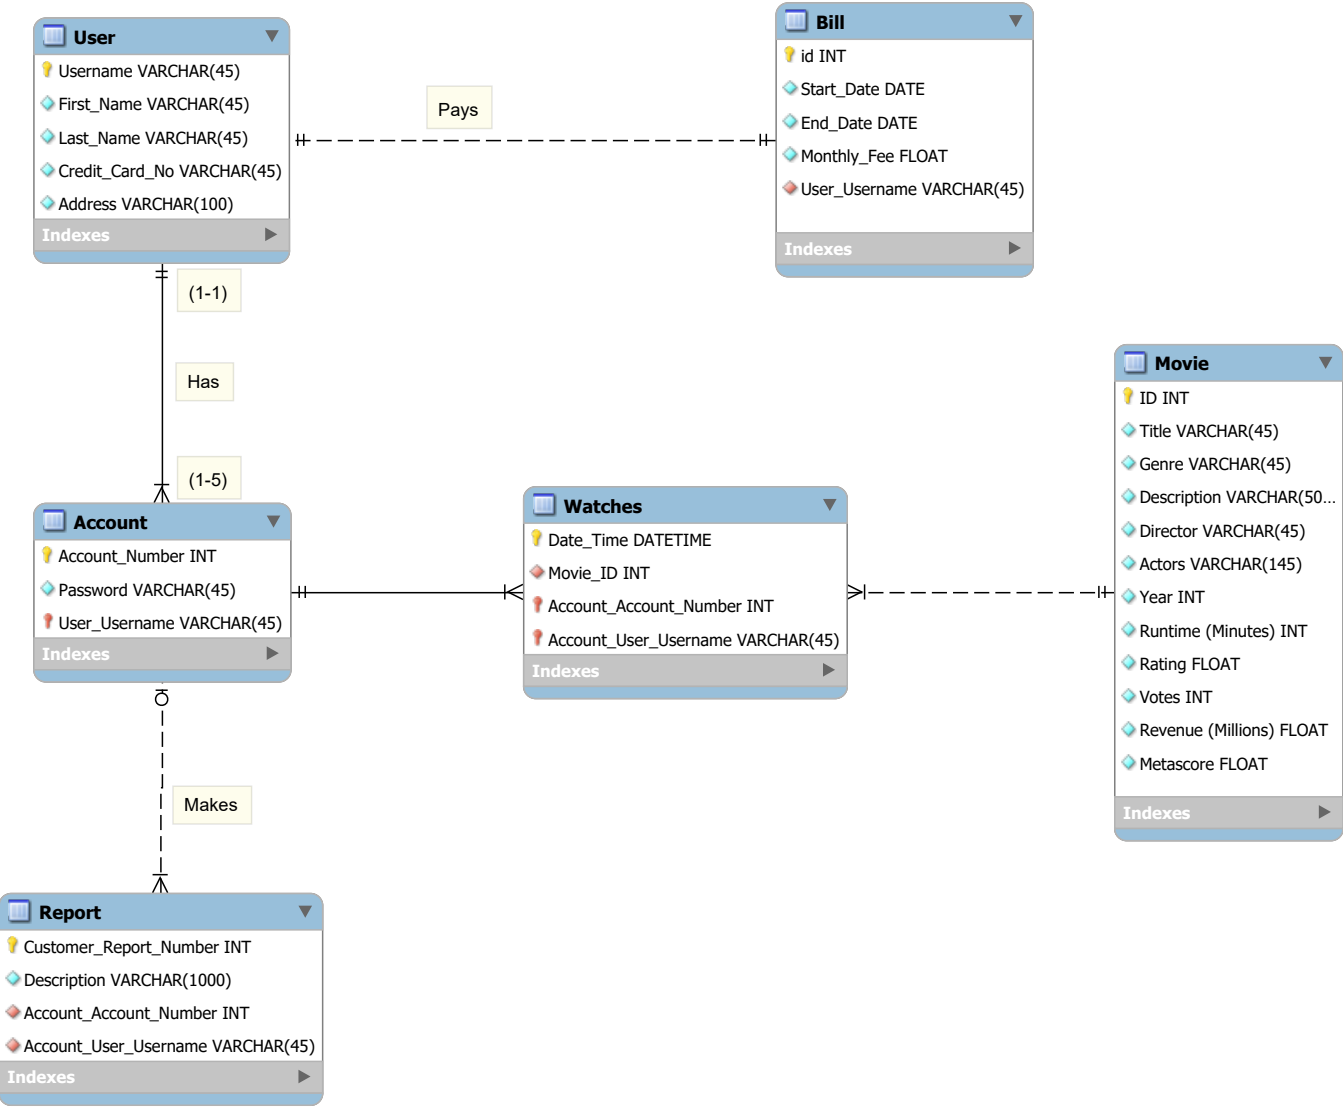 User
Username VARCHAR(45)
First_Name VARCHAR(45)
Last_Name VARCHAR(45)
Credit_Card_No VARCHAR(45)
Address VARCHAR(100)
Indexes
Pays
Bill
id INT
Start_Date DATE
End_Date DATE
Monthly_Fee FLOAT
User_Username VARCHAR(45)
Indexes
(1-1)
Has
(1-5)
Account
Account_Number INT
Password VARCHAR(45)
User_Username VARCHAR(45)
Indexes
Watches
Date_Time DATETIME
Movie_ID INT
Account_Account_Number INT
Account_User_Username VARCHAR(45)
Indexes
Movie
ID INT
Title VARCHAR(45)
Genre VARCHAR(45)
Description VARCHAR(50...
Director VARCHAR(45)
Actors VARCHAR(145)
Year INT
Runtime (Minutes) INT
Rating FLOAT
Votes INT
Revenue (Millions) FLOAT
Metascore FLOAT
Indexes
Makes
Report
Customer_Report_Number INT
Description VARCHAR(1000)
Account_Account_Number INT
Account_User_Username VARCHAR(45)
Indexes